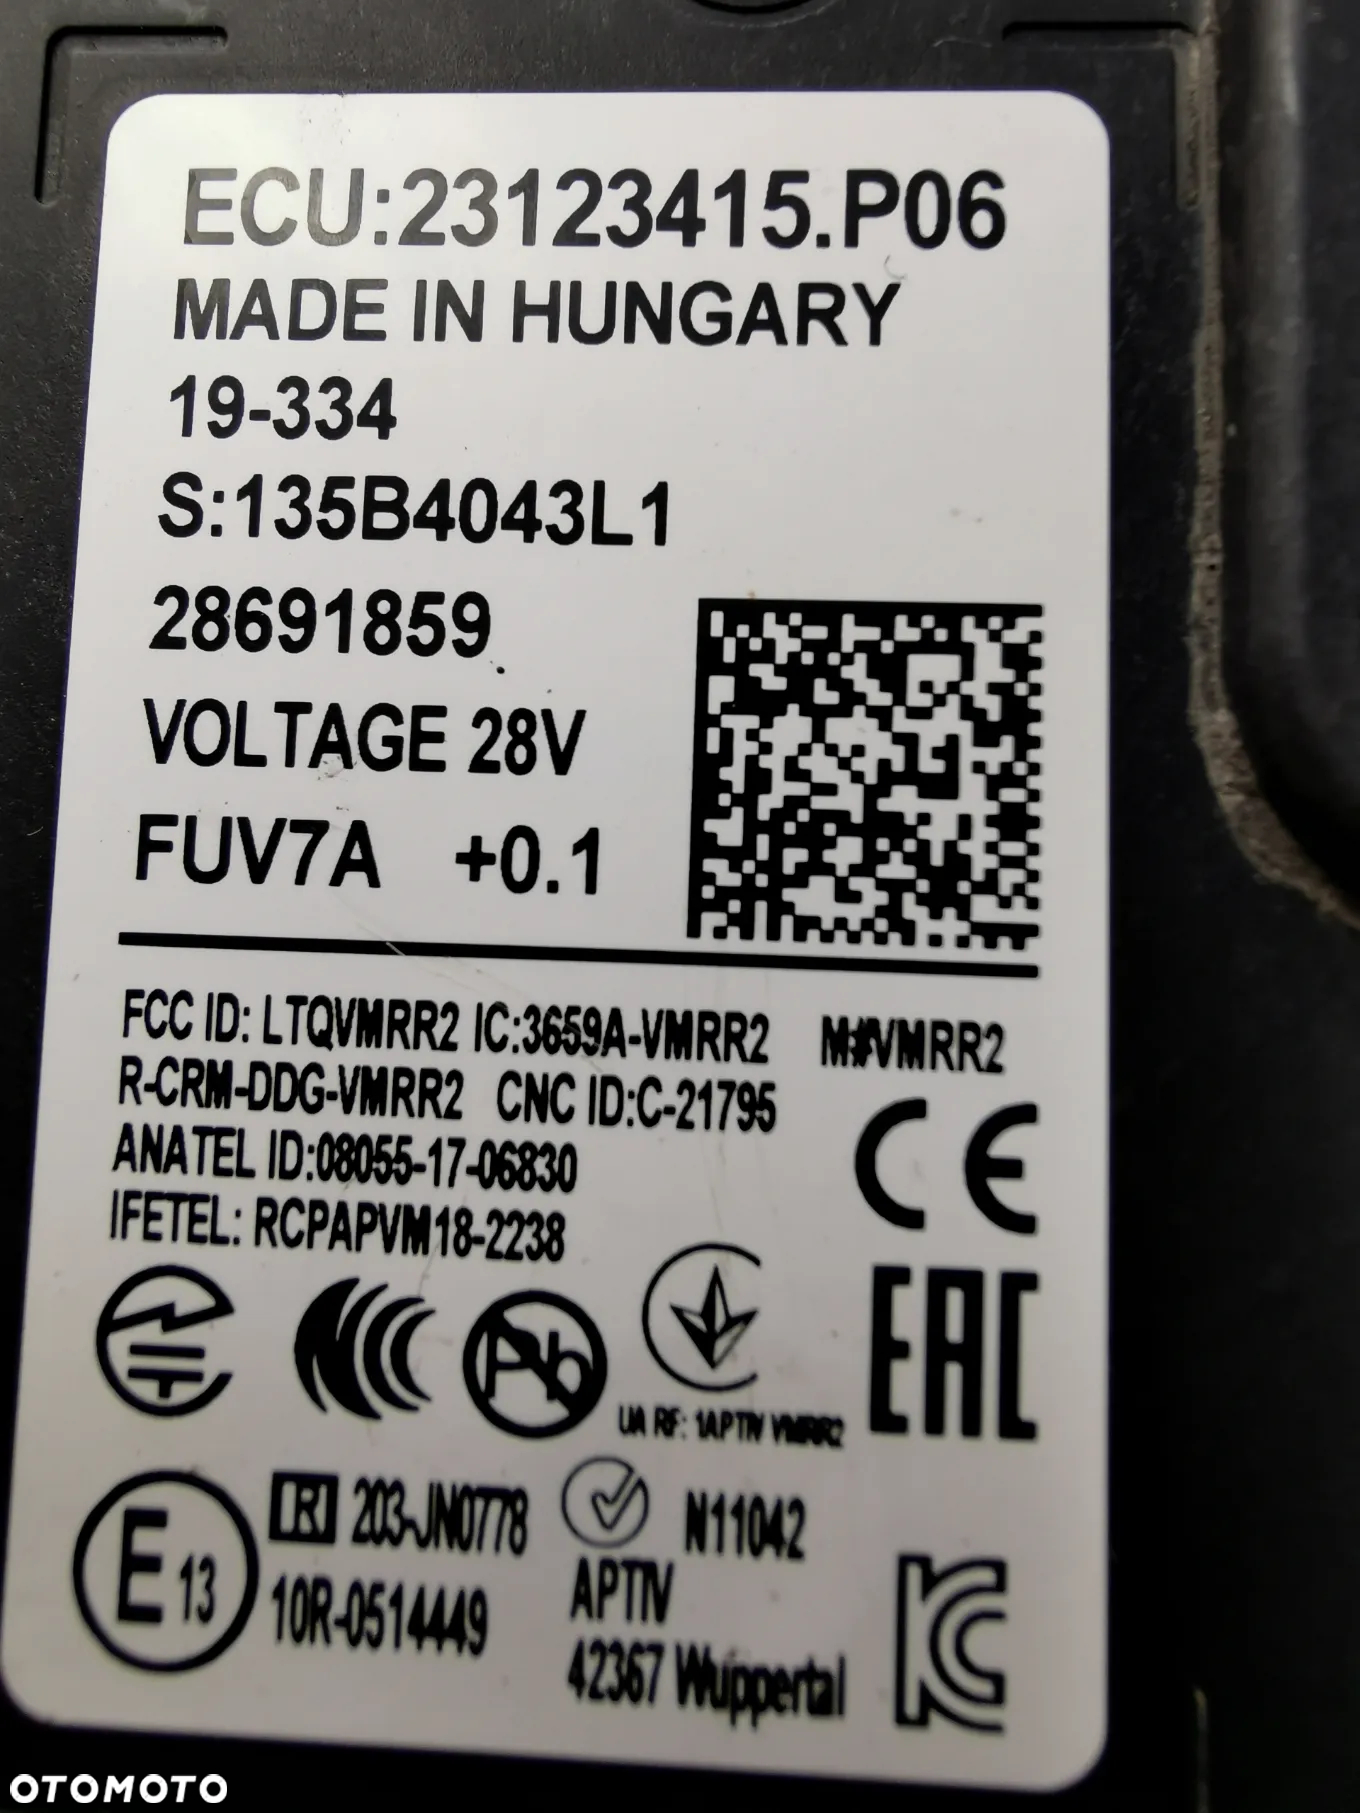 ECU:23123415.P06
MADE IN HUNGARY
19-334
S:135B4043L1
28691859
VOLTAGE 28V
FUV7A +0.1
FCC ID: LTQVMRR2 IC:3659A-VMRR2 M#VMRR2
R-CRM-DDG-VMRR2 CNC ID:C-21795
ANATEL ID:08055-17-06830
IFETEL: RCPAPVM18-2238
CE
Pb
EAC
UA RF: 1APTIV VMRR2
E13
R 203-JN0778
N11042
10R-0514449
APTIV
42367 Wuppertal
OTOMOTO